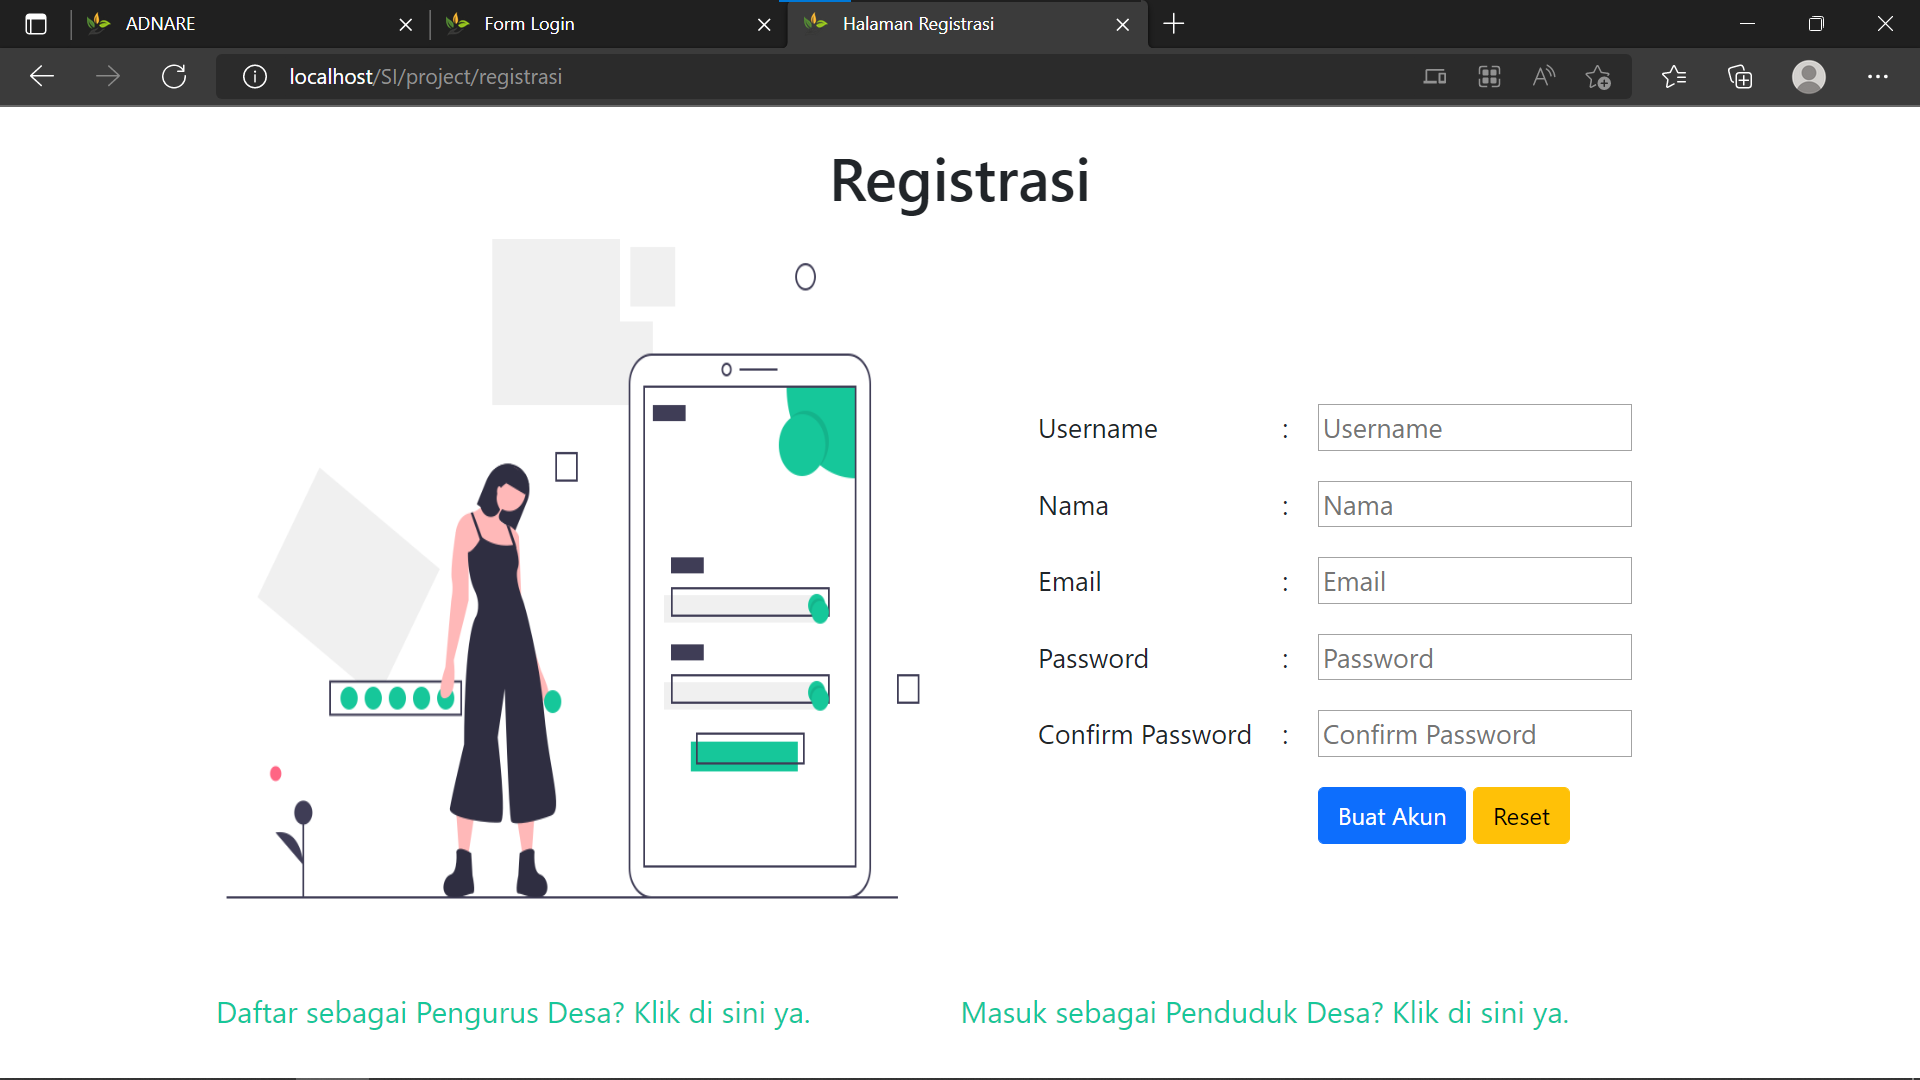 ADNARE
Form Login
Halaman Registrasi
localhost/SI/project/registrasi
Registrasi
Username : Username
Nama : Nama
Email : Email
Password : Password
Confirm Password : Confirm Password
Buat Akun Reset
Daftar sebagai Pengurus Desa? Klik di sini ya.
Masuk sebagai Penduduk Desa? Klik di sini ya.